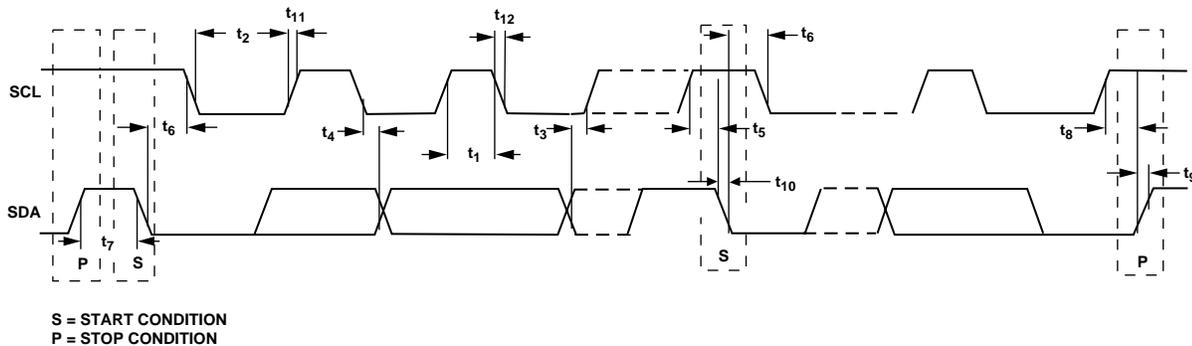 t11
t12
t2
t6
SCL
t6
t4
t3
t5
t8
t1
t10
t9
SDA
t7
P
S
S
P
S = START CONDITION
P = STOP CONDITION